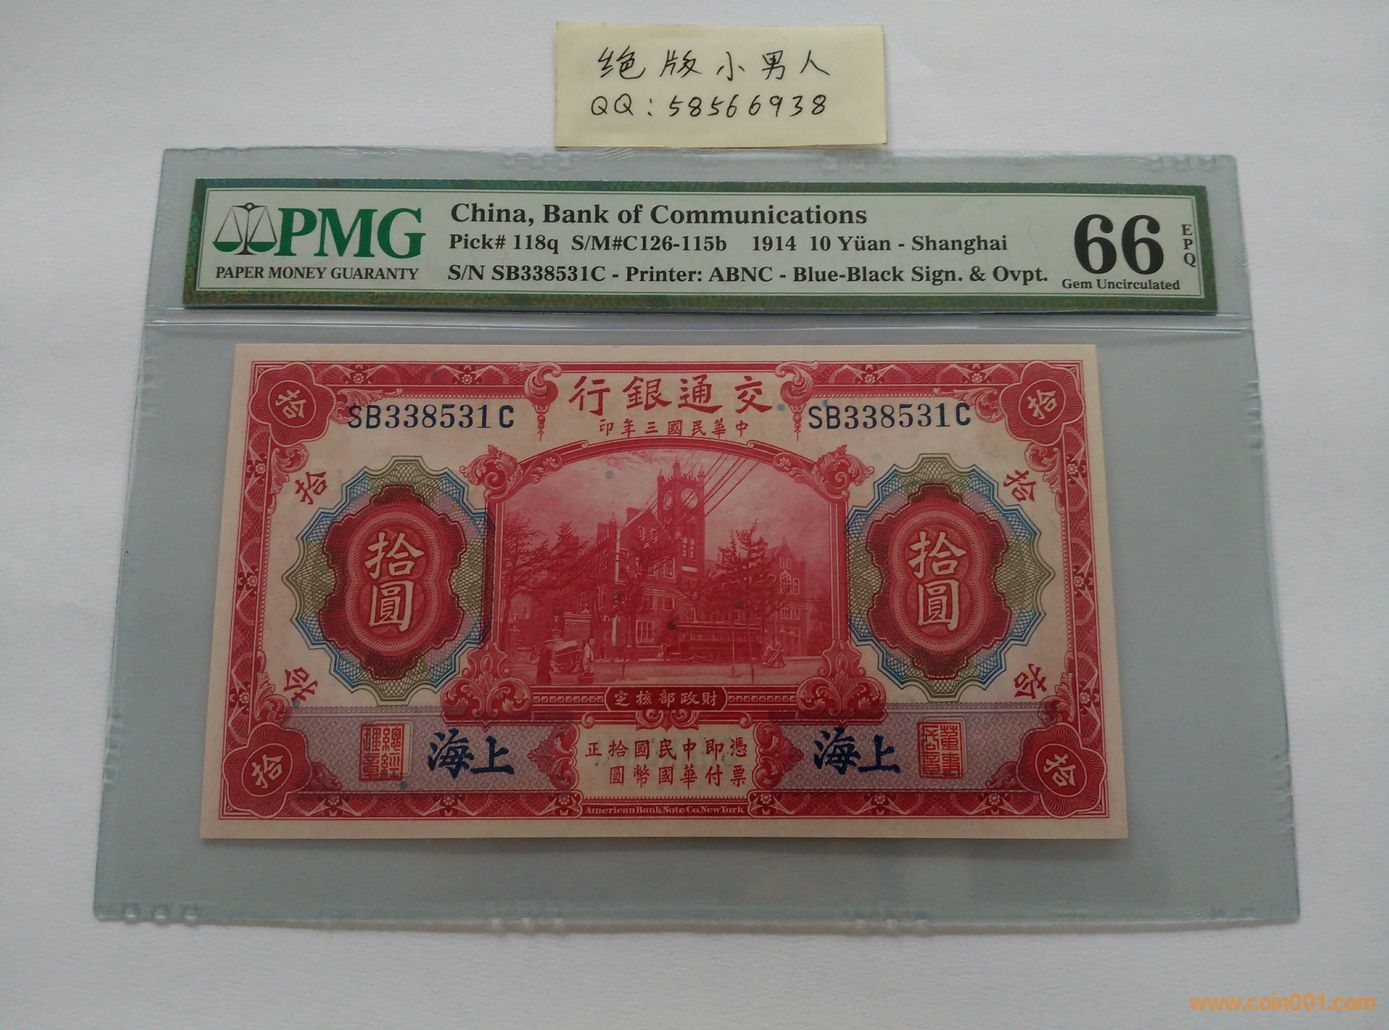 绝版小男人
QQ:58566938
PMG
PAPER MONEY GUARANTY
China, Bank of Communications
Pick# 118q S/M#C126-115b 1914 10 Yüan - Shanghai
S/N SB338531C - Printer: ABNC - Blue-Black Sign. & Ovpt.
66
EPQ
Gem Uncirculated
拾
行銀通交
拾
SB338531C
SB338531C
印年三國民華中
拾
拾
拾圓
拾圓
拾
拾
定核部政財
海上
海上
正拾國民中即憑
圓幣國華付票
拾
拾
American Bank Note Co. New York
www.coin001.com